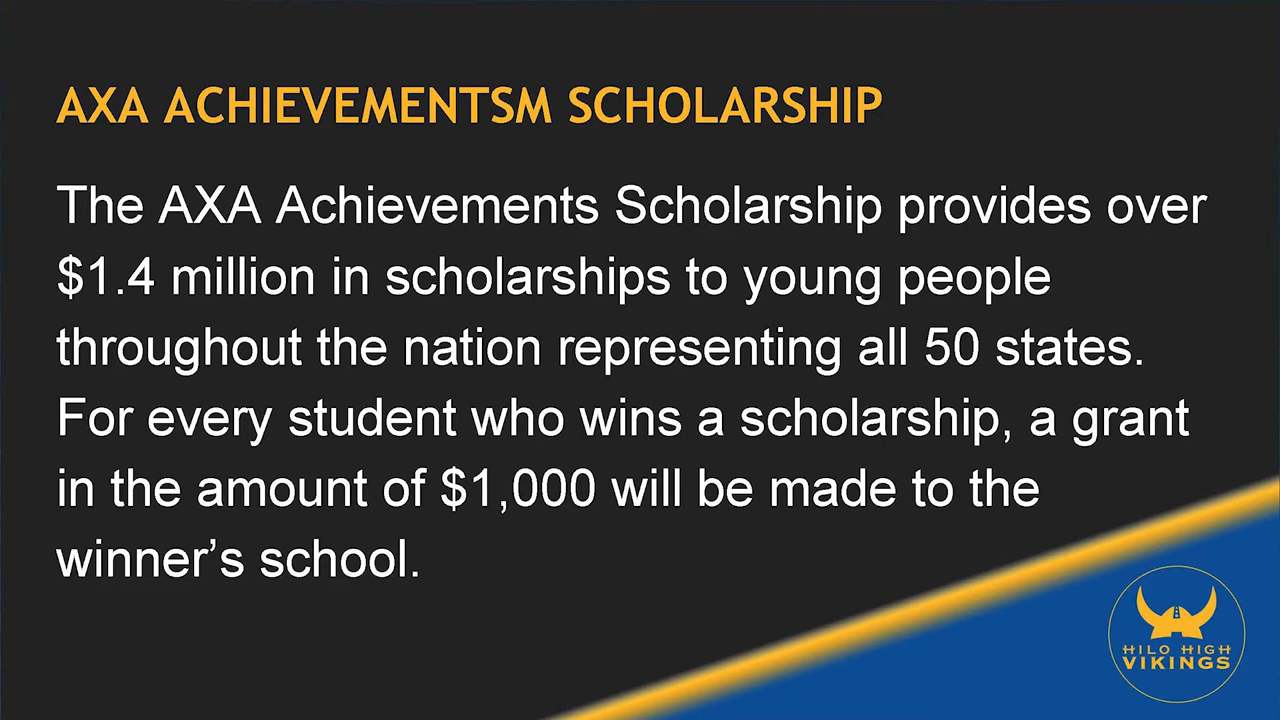 AXA ACHIEVEMENTSM SCHOLARSHIP
The AXA Achievements Scholarship provides over
$1.4 million in scholarships to young people
throughout the nation representing all 50 states.
For every student who wins a scholarship, a grant
in the amount of $1,000 will be made to the
winner’s school.
HILO HIGH
VIKINGS